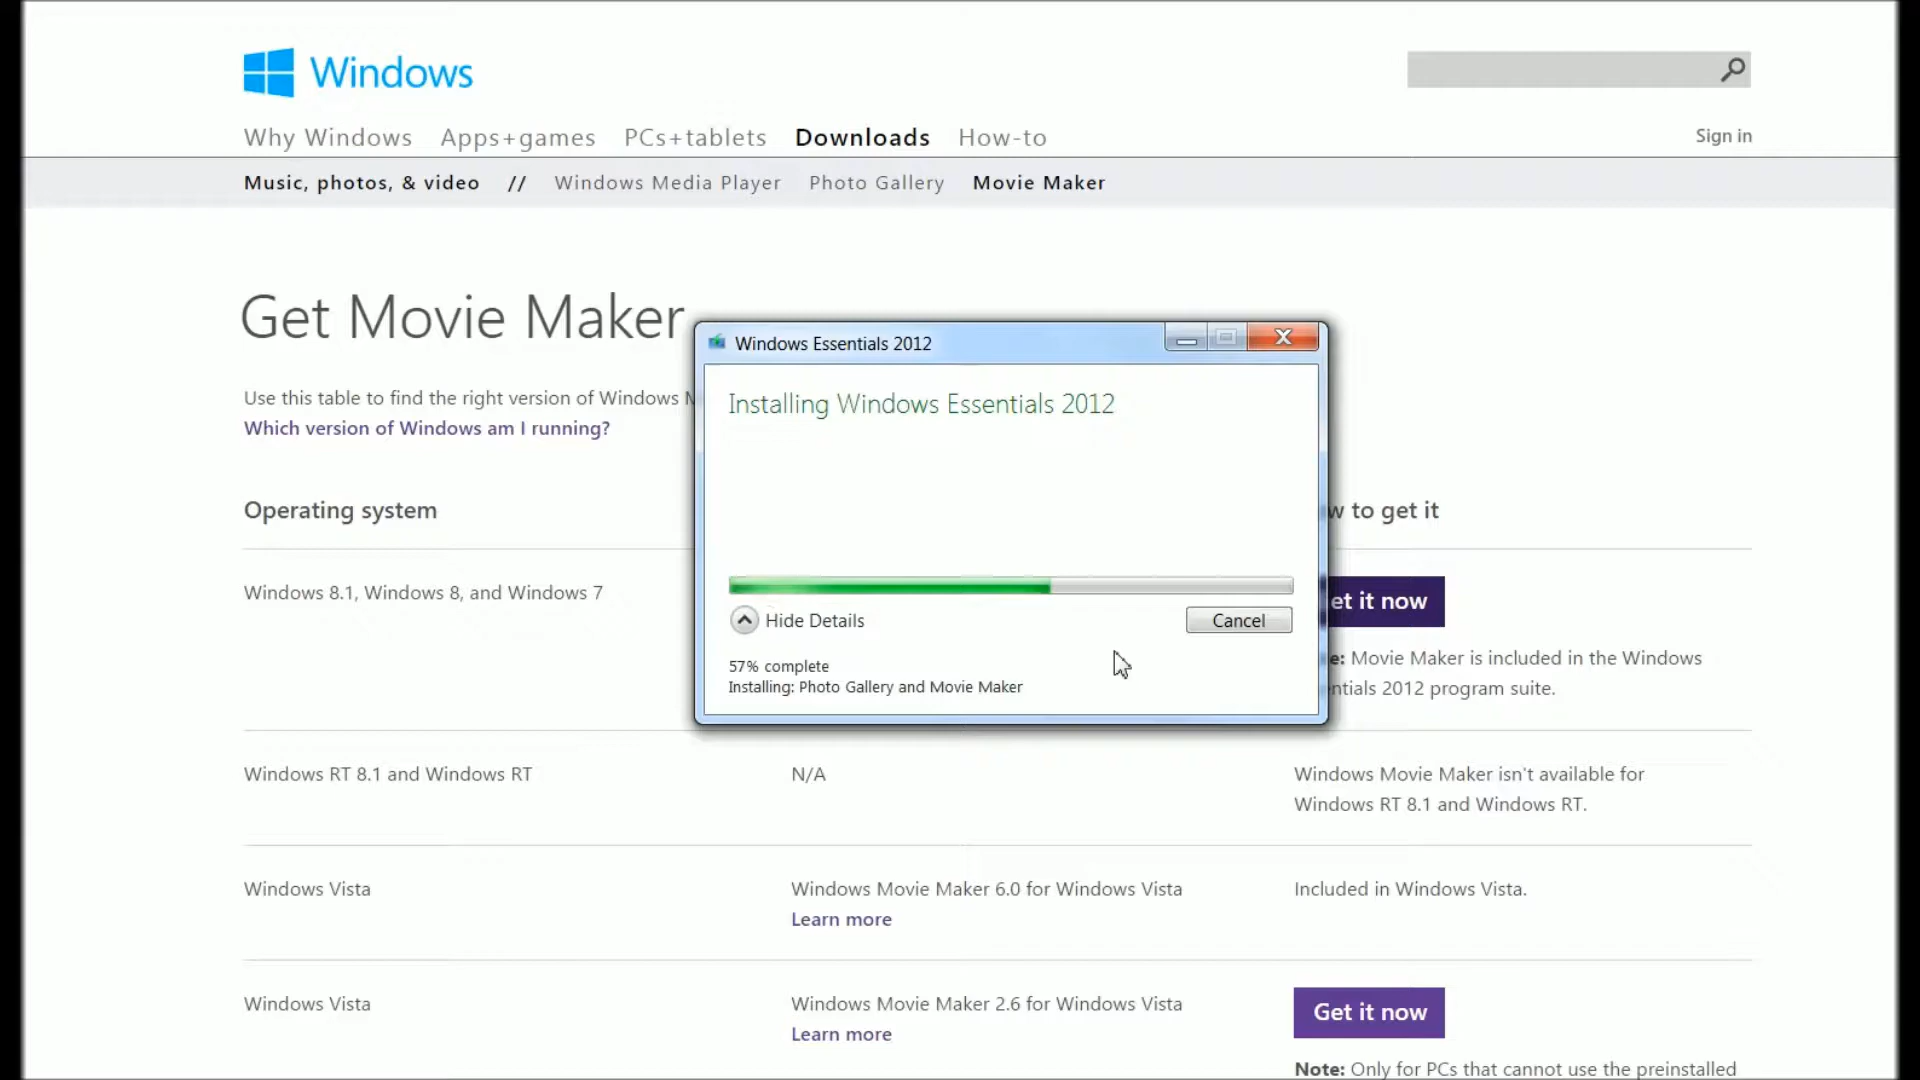 Windows
Why Windows Apps+games PCs+tablets Downloads How-to
Sign in
Music, photos, & video // Windows Media Player Photo Gallery Movie Maker
Get Movie Maker
Use this table to find the right version of Windows
Which version of Windows am I running?
Windows Essentials 2012
Installing Windows Essentials 2012
Hide Details
Cancel
57% complete
Installing: Photo Gallery and Movie Maker
Operating system
w to get it
Windows 8.1, Windows 8, and Windows 7
et it now
e: Movie Maker is included in the Windows
ntials 2012 program suite.
Windows RT 8.1 and Windows RT
N/A
Windows Movie Maker isn't available for
Windows RT 8.1 and Windows RT.
Windows Vista
Windows Movie Maker 6.0 for Windows Vista
Learn more
Included in Windows Vista.
Windows Vista
Windows Movie Maker 2.6 for Windows Vista
Learn more
Get it now
Note: Only for PCs that cannot use the preinstalled